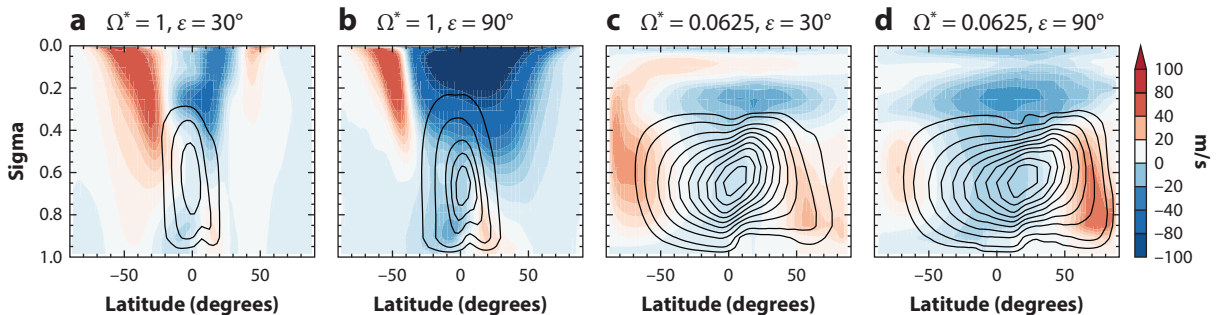 a Ω* = 1, ε = 30°
b Ω* = 1, ε = 90°
c Ω* = 0.0625, ε = 30°
d Ω* = 0.0625, ε = 90°
Sigma
0.0
0.2
0.4
0.6
0.8
1.0
−50 0 50
−50 0 50
−50 0 50
−50 0 50
Latitude (degrees)
Latitude (degrees)
Latitude (degrees)
Latitude (degrees)
100
80
40
20
0
−20
−40
−80
−100
m/s